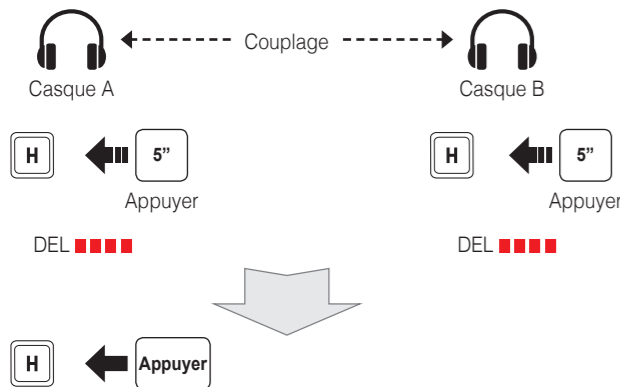 Couplage
Casque A Casque B
H 5” H 5”
Appuyer Appuyer
DEL DEL
H Appuyer